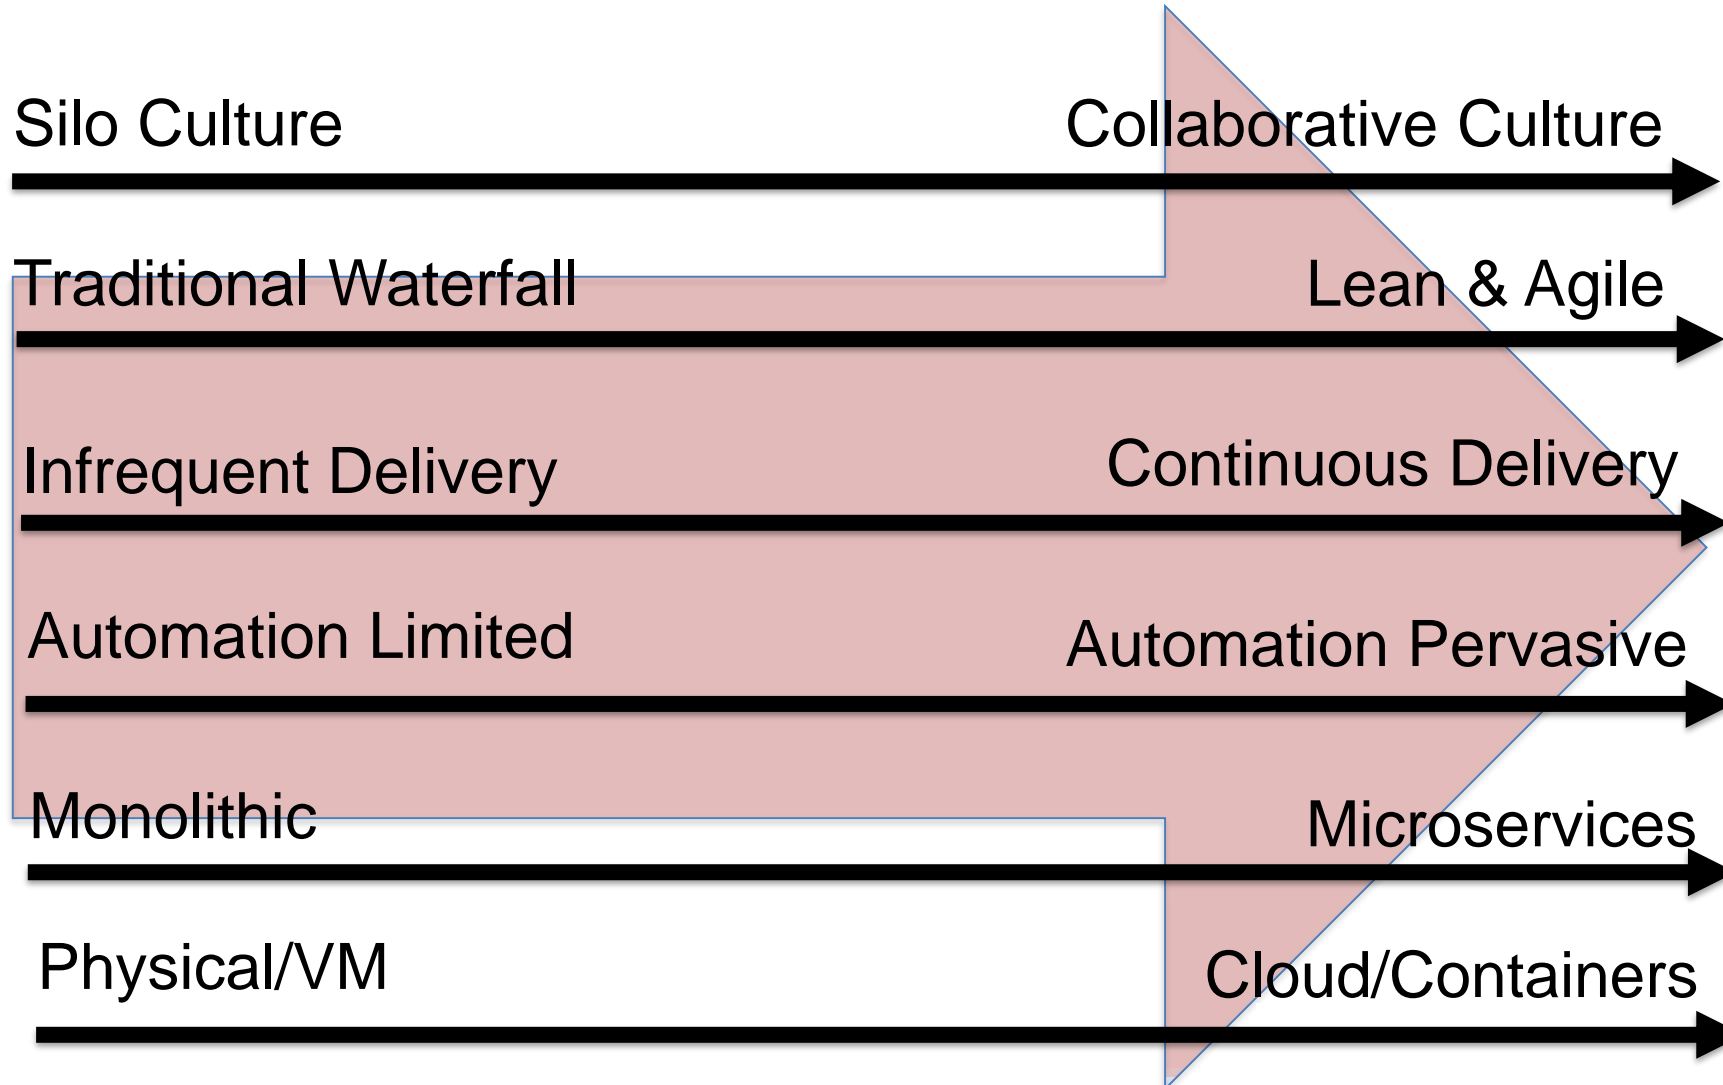 Silo Culture
Collaborative Culture
Traditional Waterfall
Lean & Agile
Infrequent Delivery
Continuous Delivery
Automation Limited
Automation Pervasive
Monolithic
Microservices
Physical/VM
Cloud/Containers